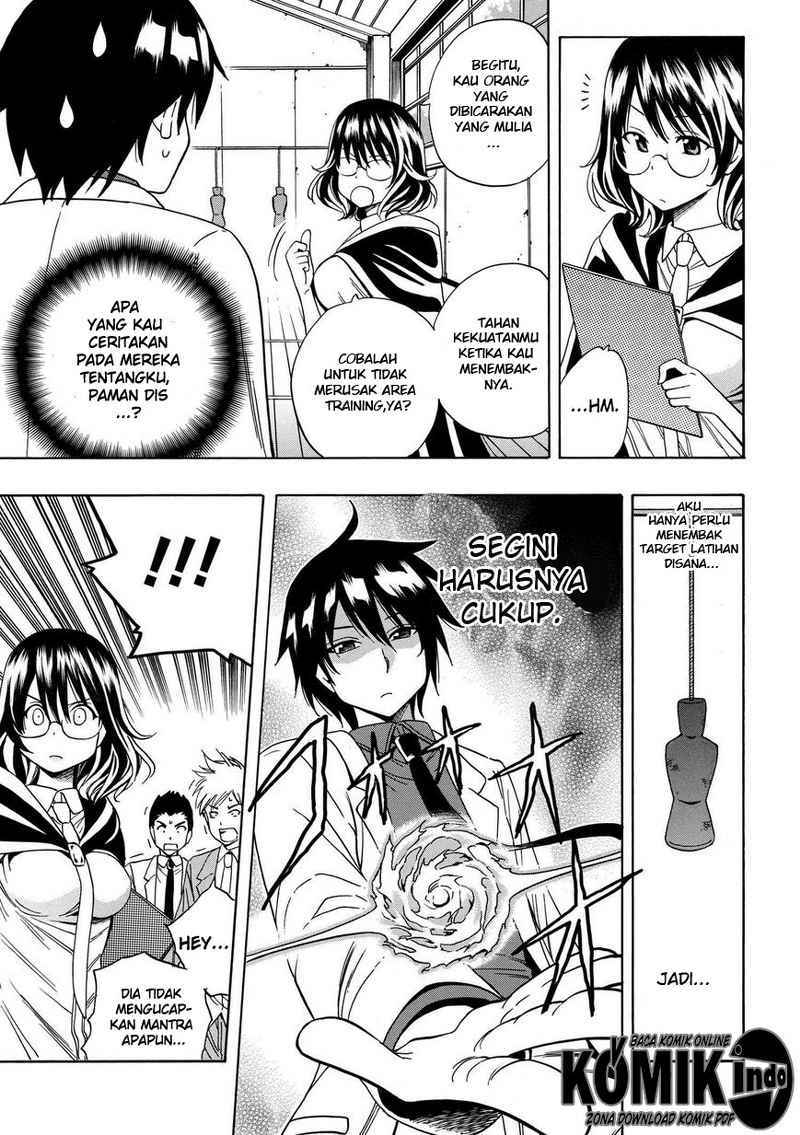 ...HM.
BEGITU,
KAU ORANG
YANG
DIBICARAKAN
YANG MULIA
...
TAHAN
KEKUATANMU
KETIKA KAU
MENEMBAK-
NYA.
COBALAH
UNTUK TIDAK
MERUSAK AREA
TRAINING,YA?
APA
YANG KAU
CERITAKAN
PADA MEREKA
TENTANGKU,
PAMAN DIS
...?
AKU
HANYA PERLU
MENEMBAK
TARGET LATIHAN
DISANA...
JADI...
SEGINI
HARUSNYA
CUKUP.
!!!
HEY...
DIA TIDAK
MENGUCAP-
KAN MANTRA
APAPUN...
BACA KOMIK ONLINE
KOMIK indo
ZONA DOWNLOAD KOMIK PDF